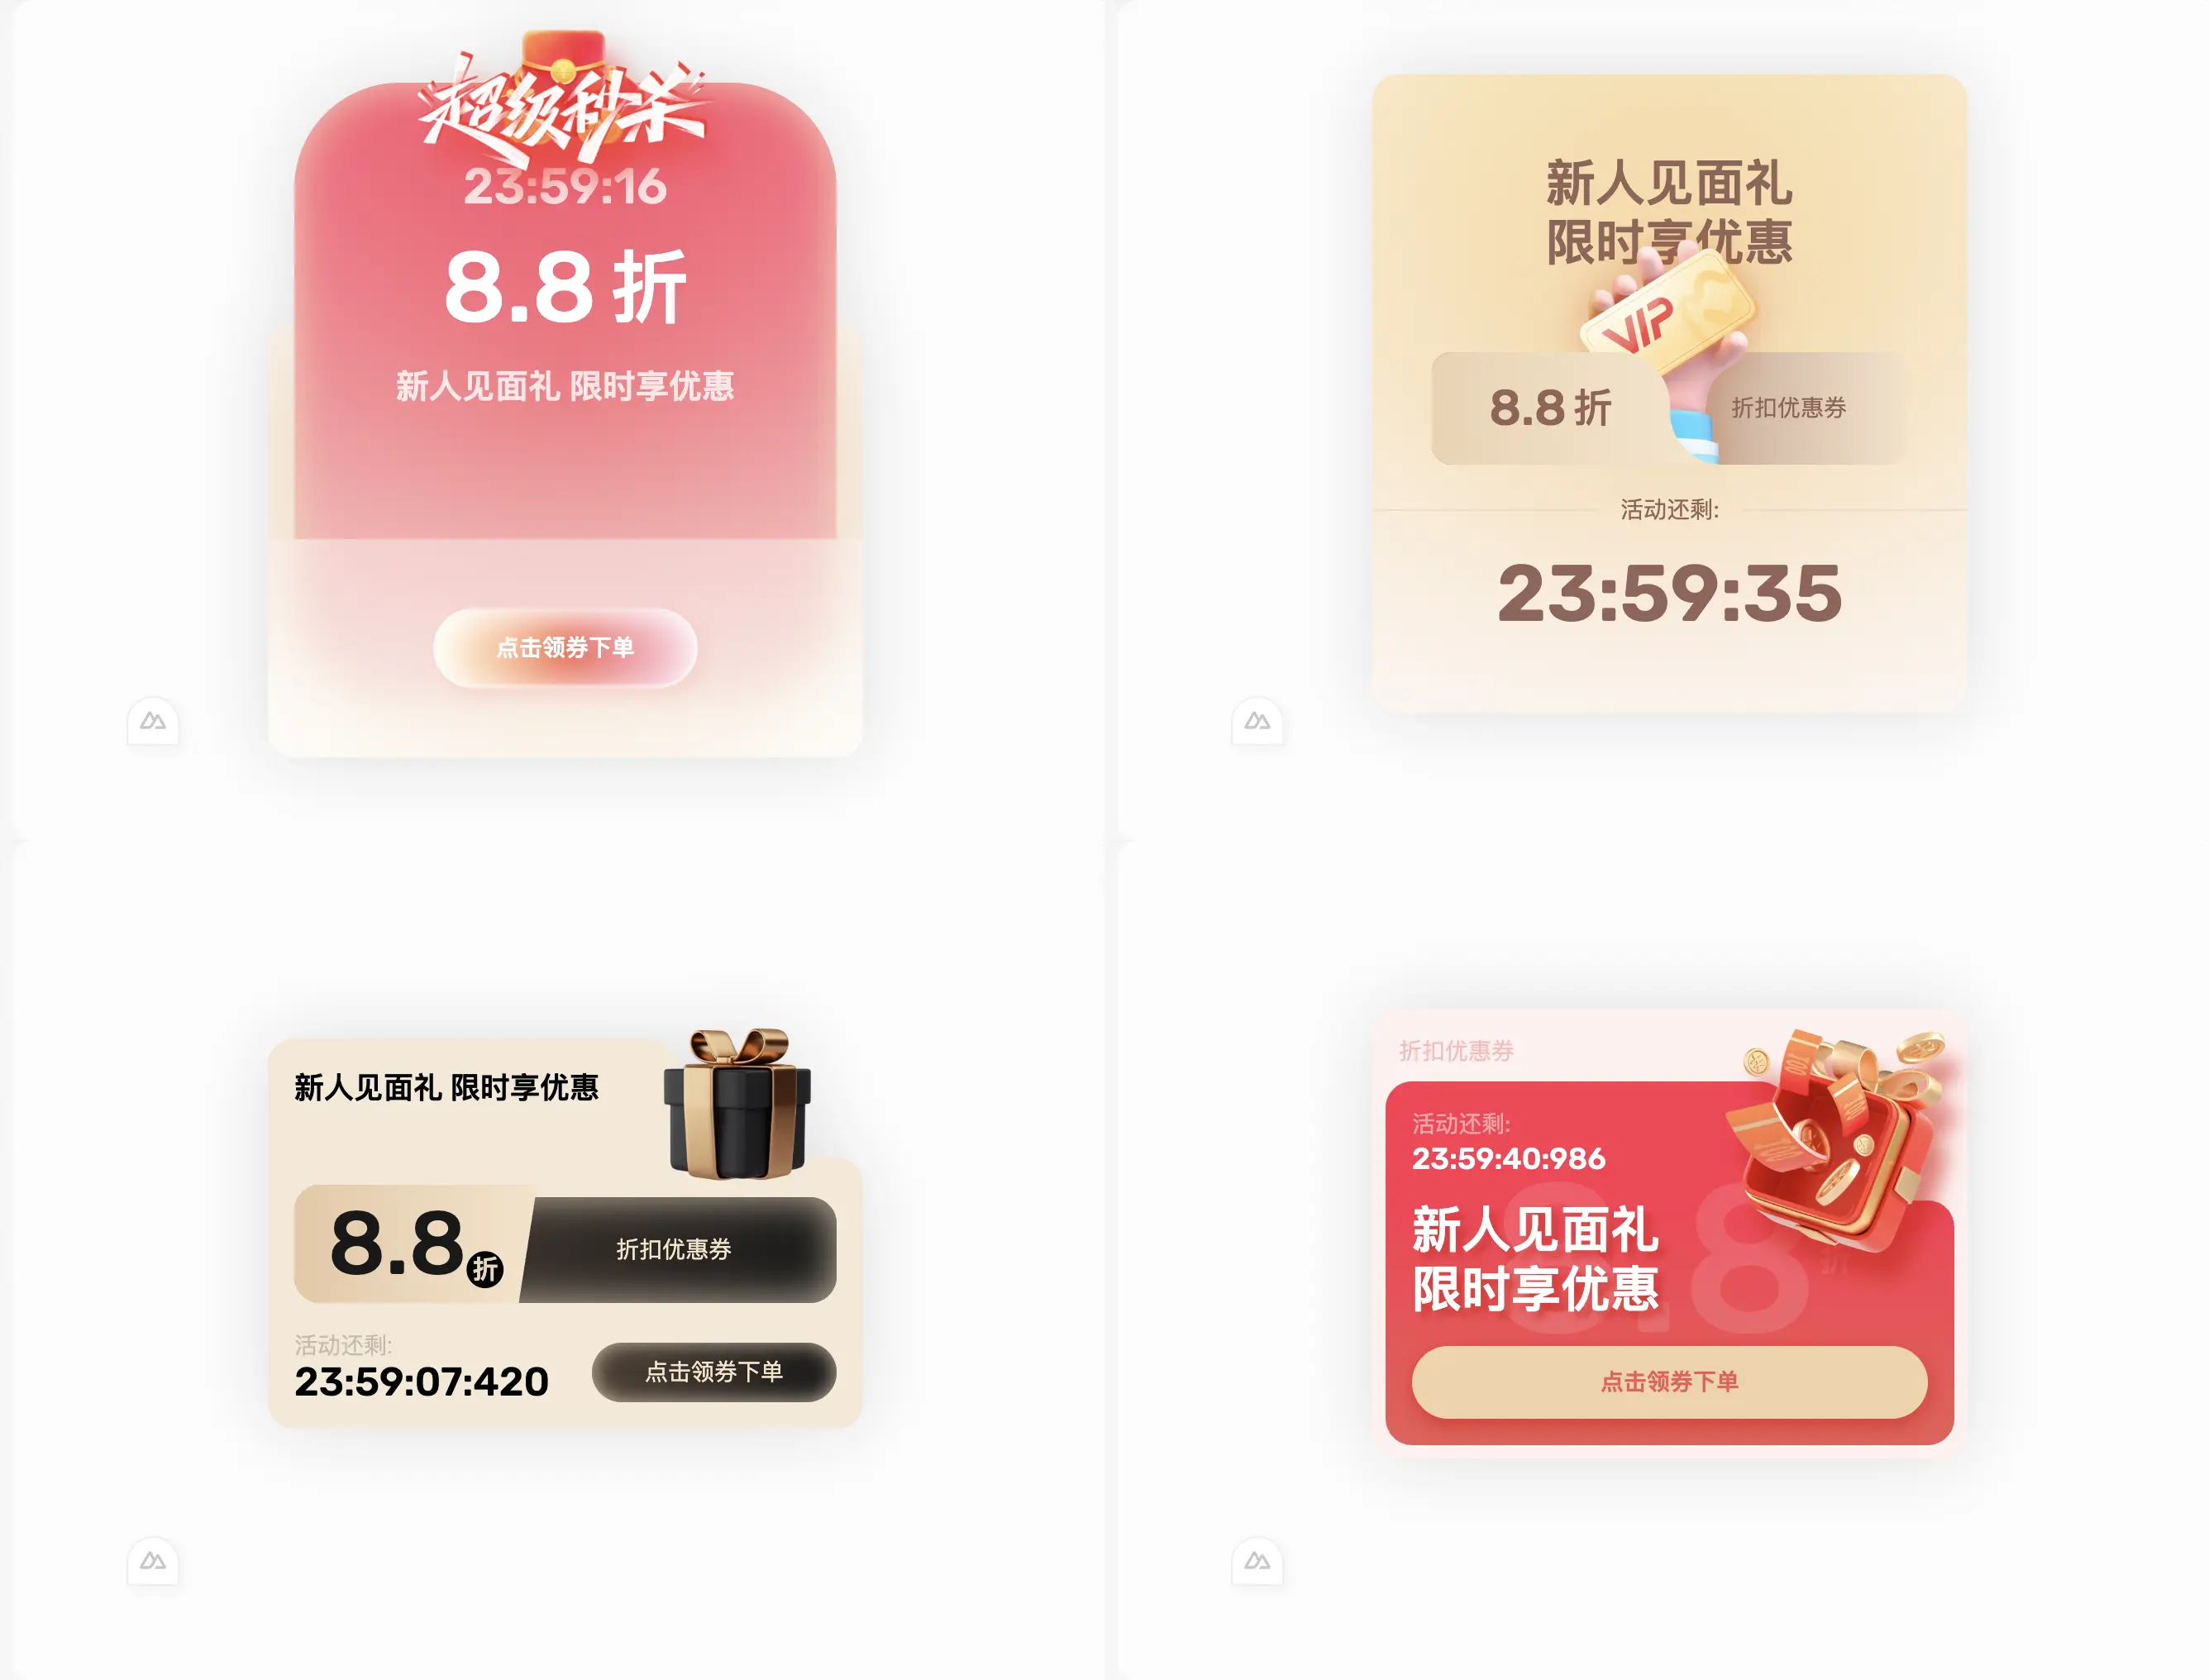 超级秒杀
23:59:16
8.8 折
新人见面礼 限时享优惠
点击领券下单
新人见面礼
限时享优惠
VIP
8.8 折
折扣优惠券
活动还剩:
23:59:35
新人见面礼 限时享优惠
8.8折
折扣优惠券
活动还剩:
23:59:07:420
点击领券下单
折扣优惠券
100
100
100
活动还剩:
23:59:40:986
8.8折
新人见面礼
限时享优惠
点击领券下单